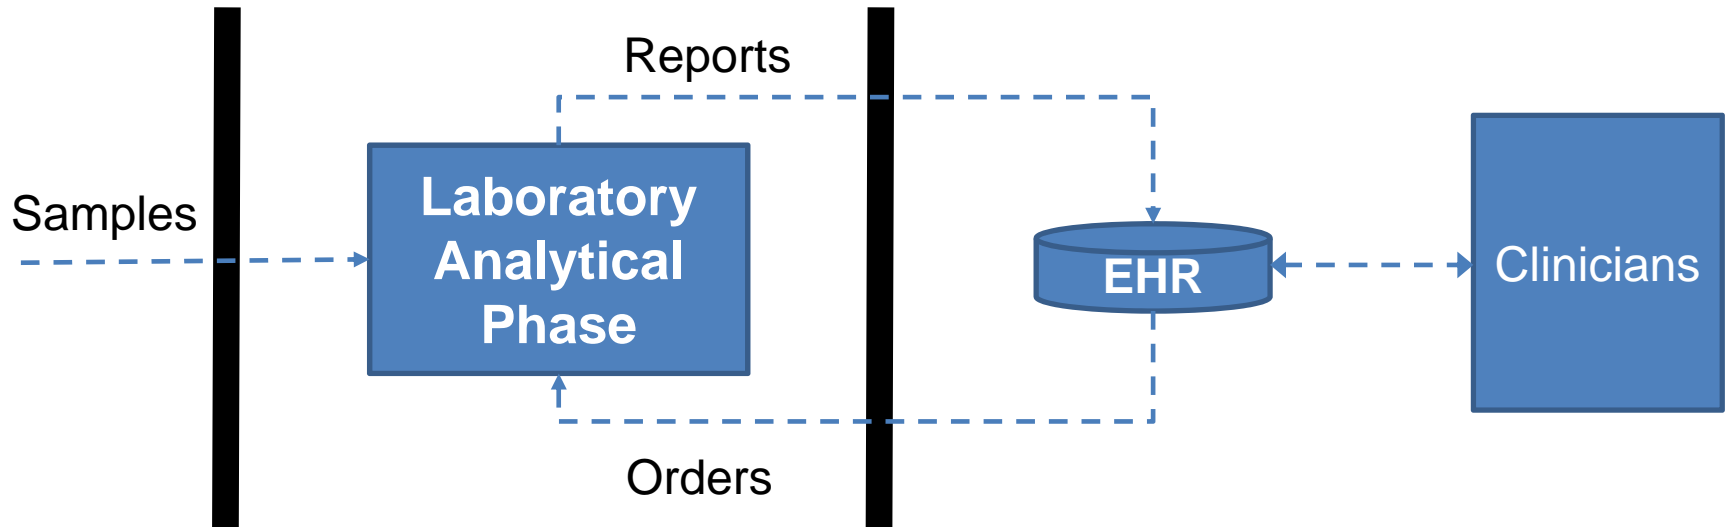 Samples
Reports
Laboratory
Analytical
Phase
Orders
EHR
Clinicians